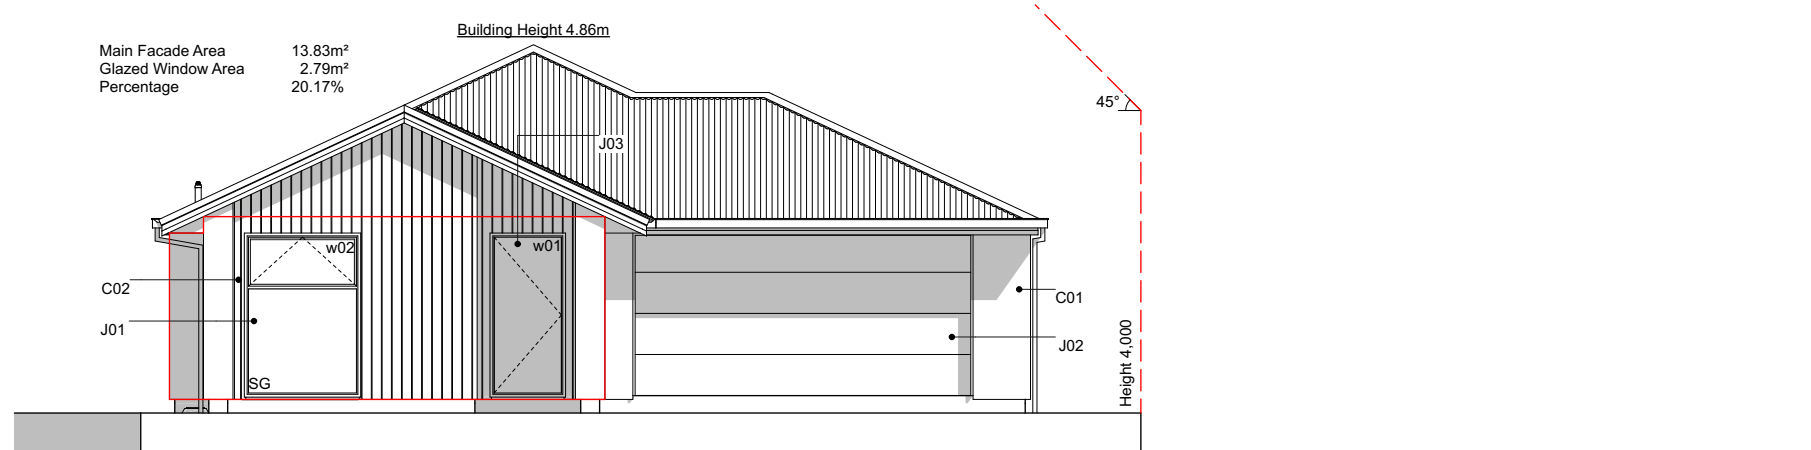 Building Height 4.86m
Main Facade Area 13.83m²
Glazed Window Area 2.79m²
Percentage 20.17%
45°
J03
w02
w01
C02
C01
J01
J02
Height 4,000
SG